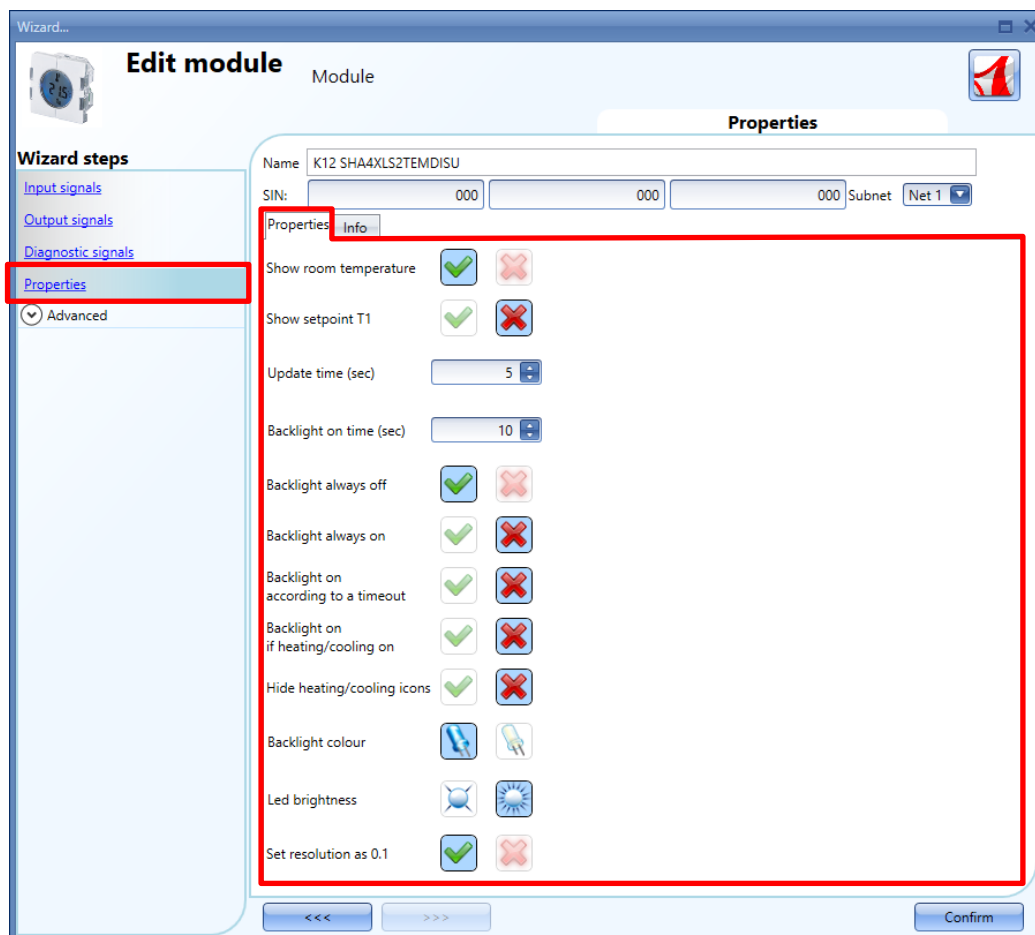 Wizard...
Edit module
Module
Properties
Wizard steps
Input signals
Output signals
Diagnostic signals
Properties
Advanced
Name K12 SHA4XLS2TEMDISU
SIN: 000 000 000 Subnet Net 1
Properties Info
Show room temperature
Show setpoint T1
Update time (sec) 5
Backlight on time (sec) 10
Backlight always off
Backlight always on
Backlight on
according to a timeout
Backlight on
if heating/cooling on
Hide heating/cooling icons
Backlight colour
Led brightness
Set resolution as 0.1
<<< >>> Confirm